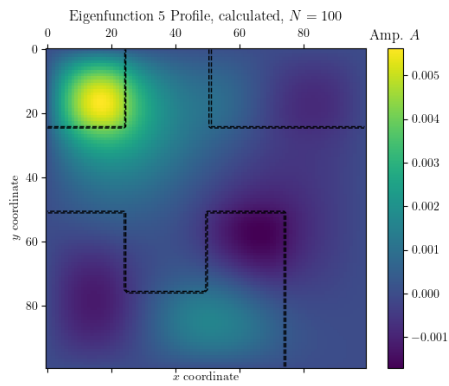 Eigenfunction 5 Profile, calculated, N = 100
Amp. A
0 20 40 60 80
0
20
40
60
80
y coordinate
x coordinate
0.005
0.004
0.003
0.002
0.001
0.000
−0.001